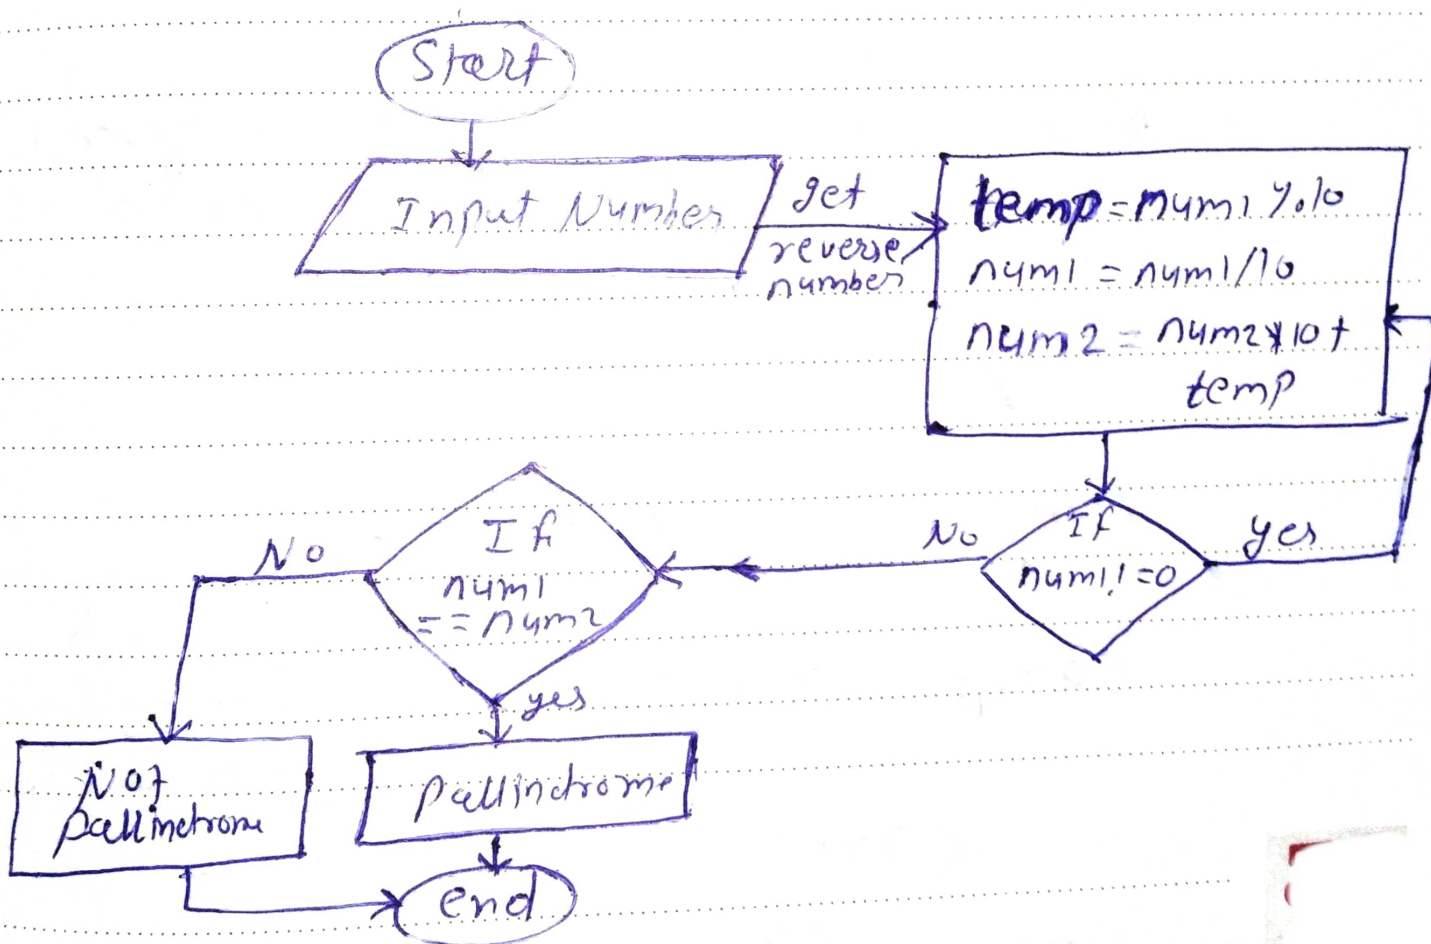 Start
Input Number
get
reverse
number
temp = num1 % 10
num1 = num1/10
num2 = num2*10+
temp
If
num1!=0
yes
No
If
num1
==num2
No
yes
Not
pallindrome
pallindrome
end